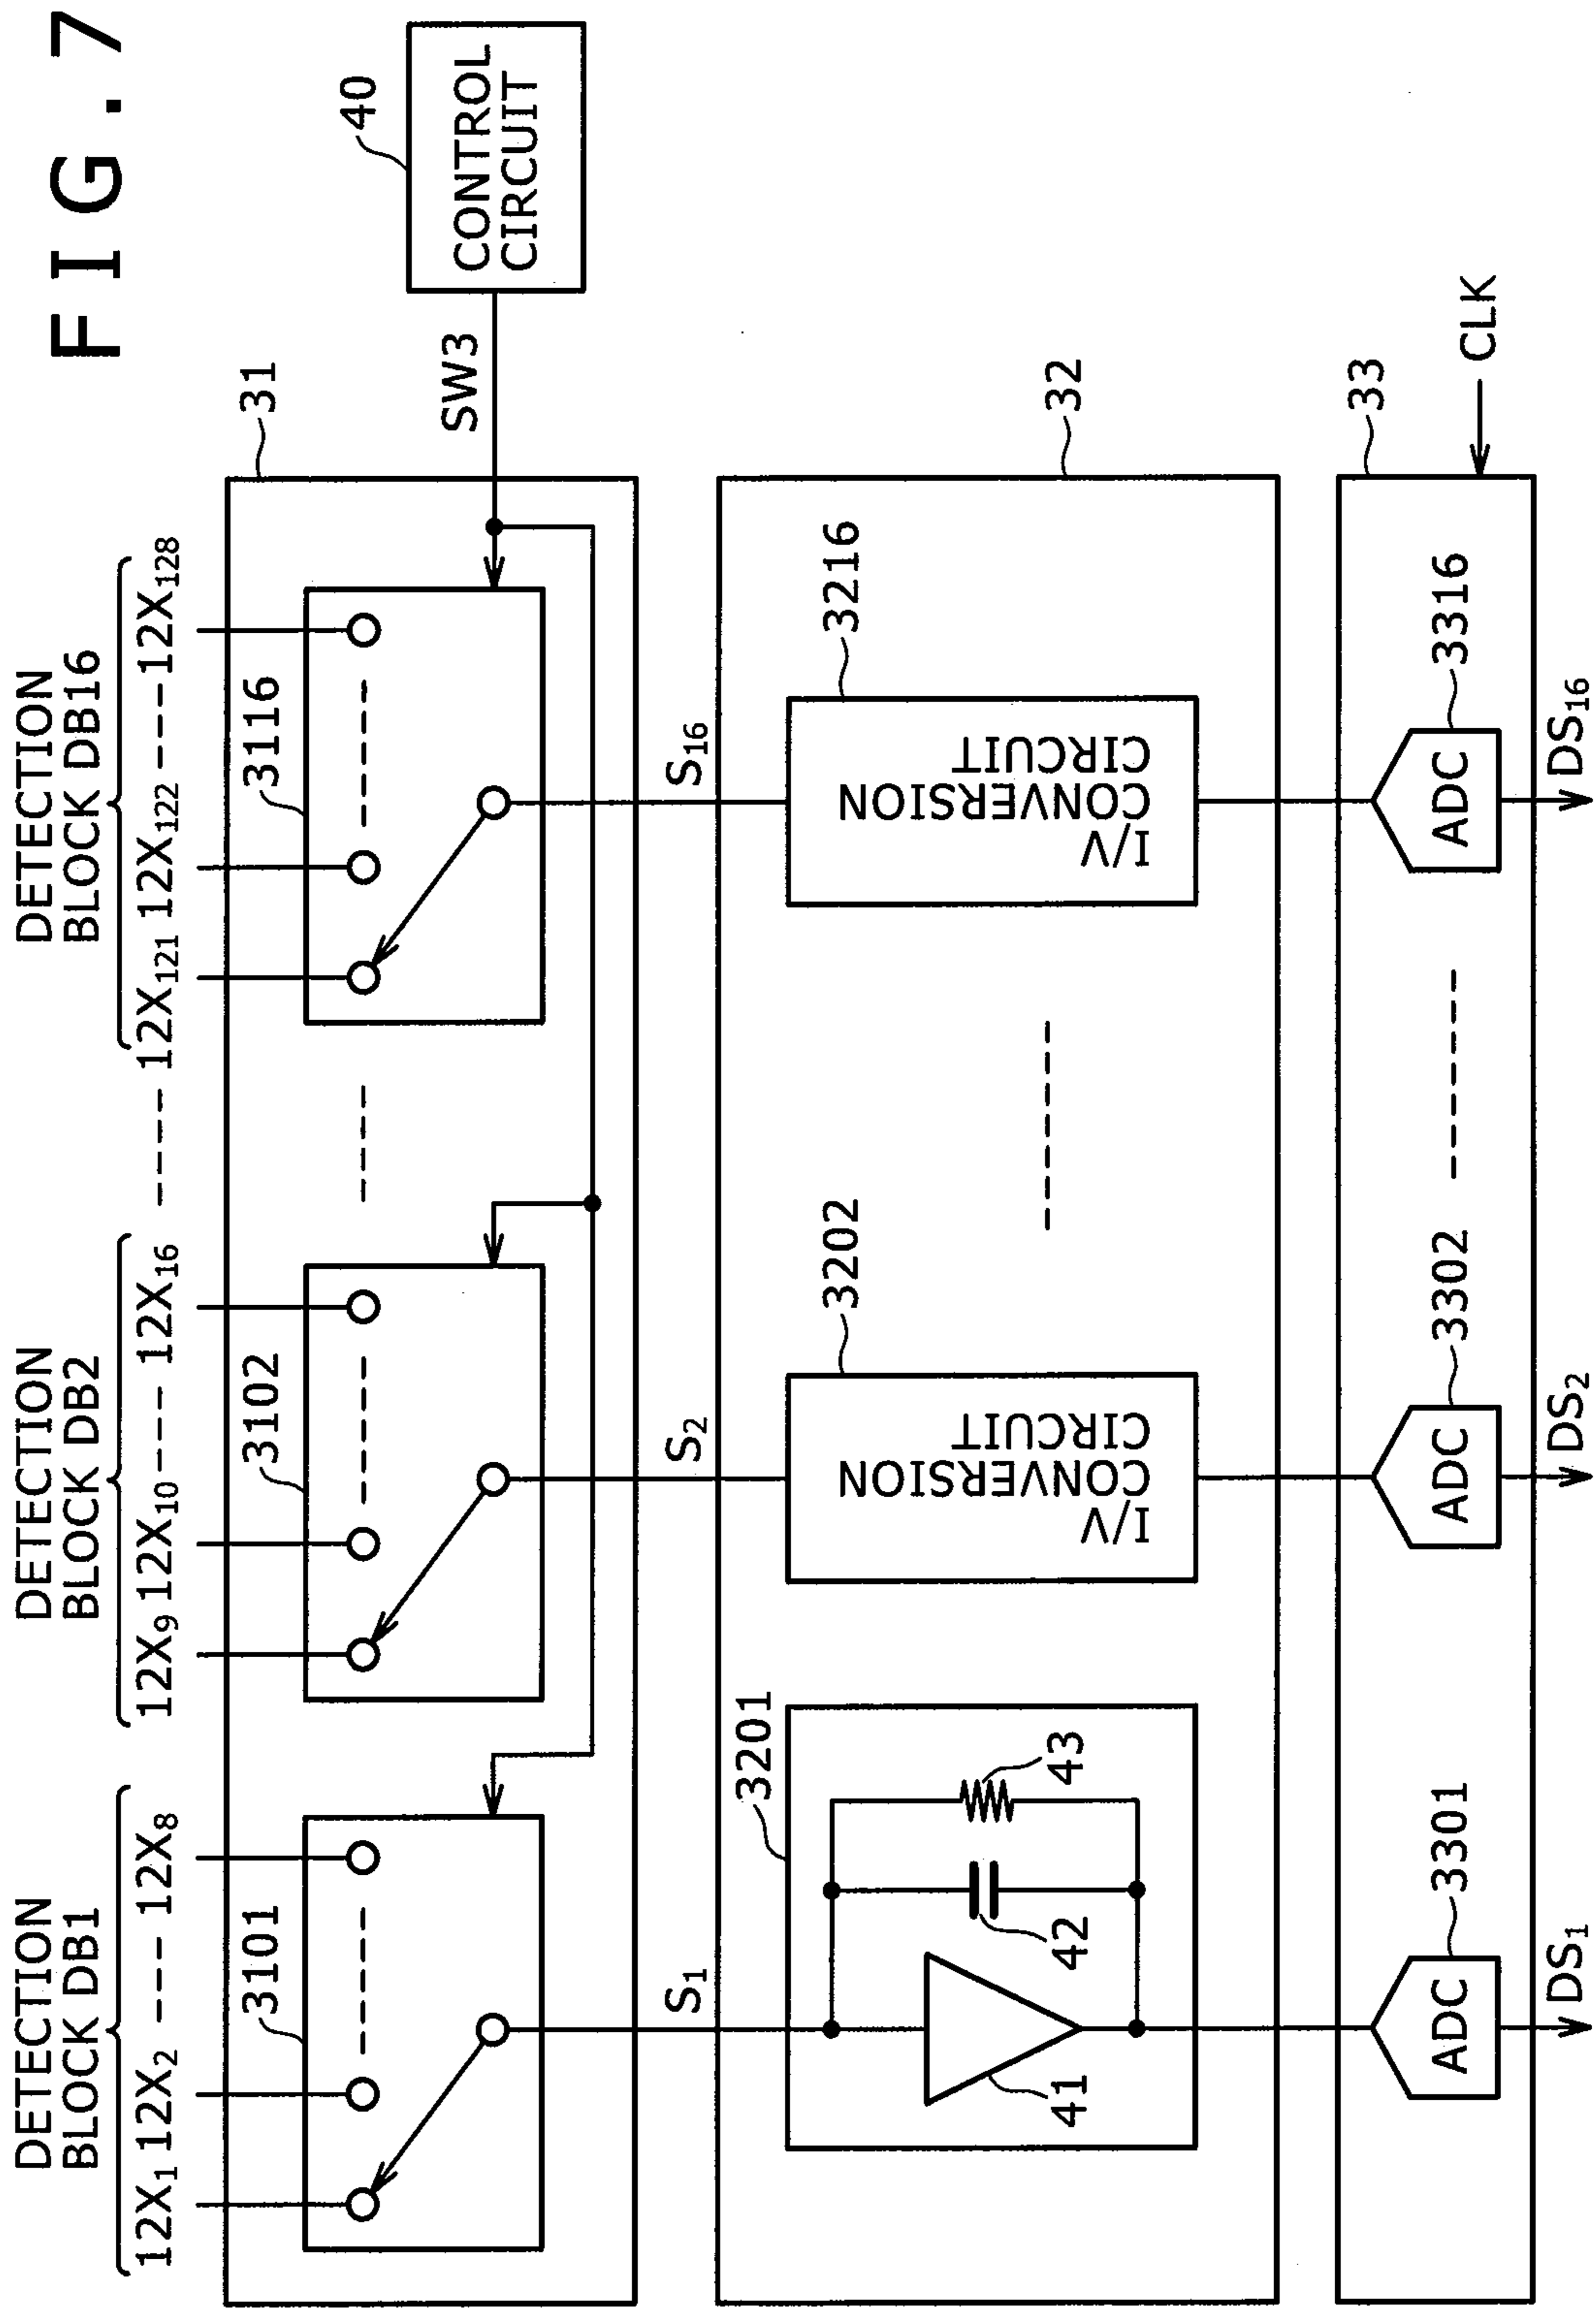 FIG. 7
DETECTION
BLOCK DB1
DETECTION
BLOCK DB2
DETECTION
BLOCK DB16
12X₁ 12X₂ --- 12X₈
12X₉ 12X₁₀ --- 12X₁₆
---- 12X₁₂₁ 12X₁₂₂ --- 12X₁₂₈
3101
3102
3116
31
40
CONTROL
CIRCUIT
SW3
S₁
S₂
S₁₆
3201
3202
3216
32
41
42
43
I/V
CONVERSION
CIRCUIT
I/V
CONVERSION
CIRCUIT
33
CLK
3301
3302
3316
ADC
ADC
ADC
DS₁
DS₂
DS₁₆